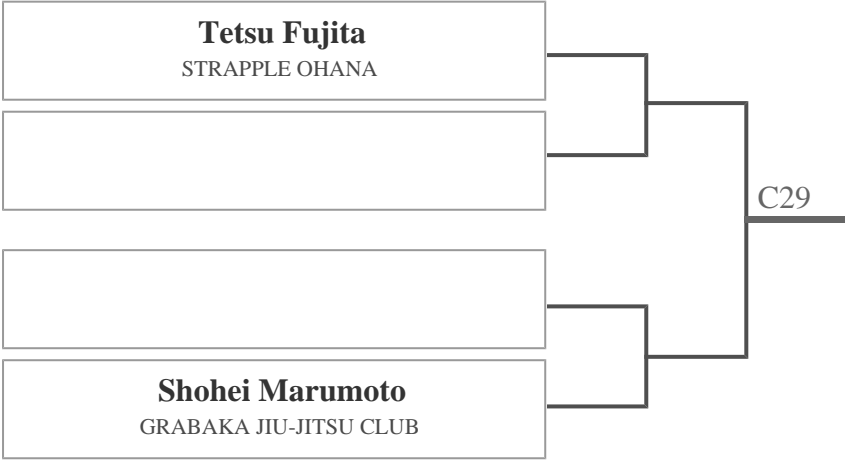 Tetsu Fujita
STRAPPLE OHANA
C29
Shohei Marumoto
GRABAKA JIU-JITSU CLUB